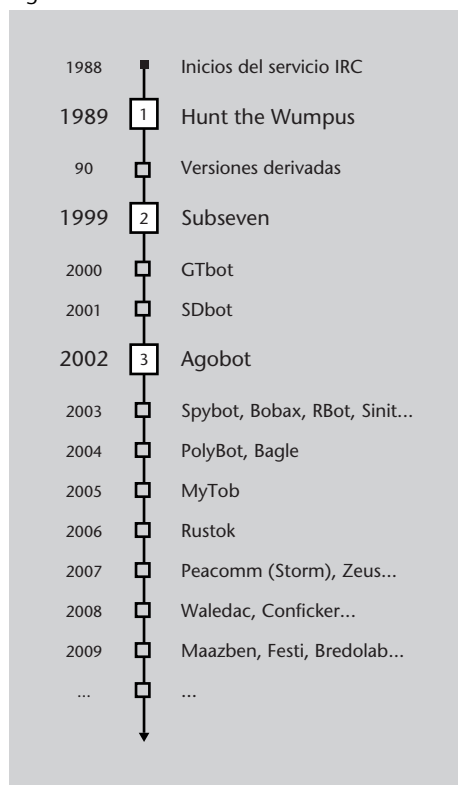 1988 Inicios del servicio IRC
1989 1 Hunt the Wumpus
90 Versiones derivadas
1999 2 Subseven
2000 GTbot
2001 SDbot
2002 3 Agobot
2003 Spybot, Bobax, RBot, Sinit...
2004 PolyBot, Bagle
2005 MyTob
2006 Rustok
2007 Peacomm (Storm), Zeus...
2008 Waledac, Conficker...
2009 Maazben, Festi, Bredolab...
... ...